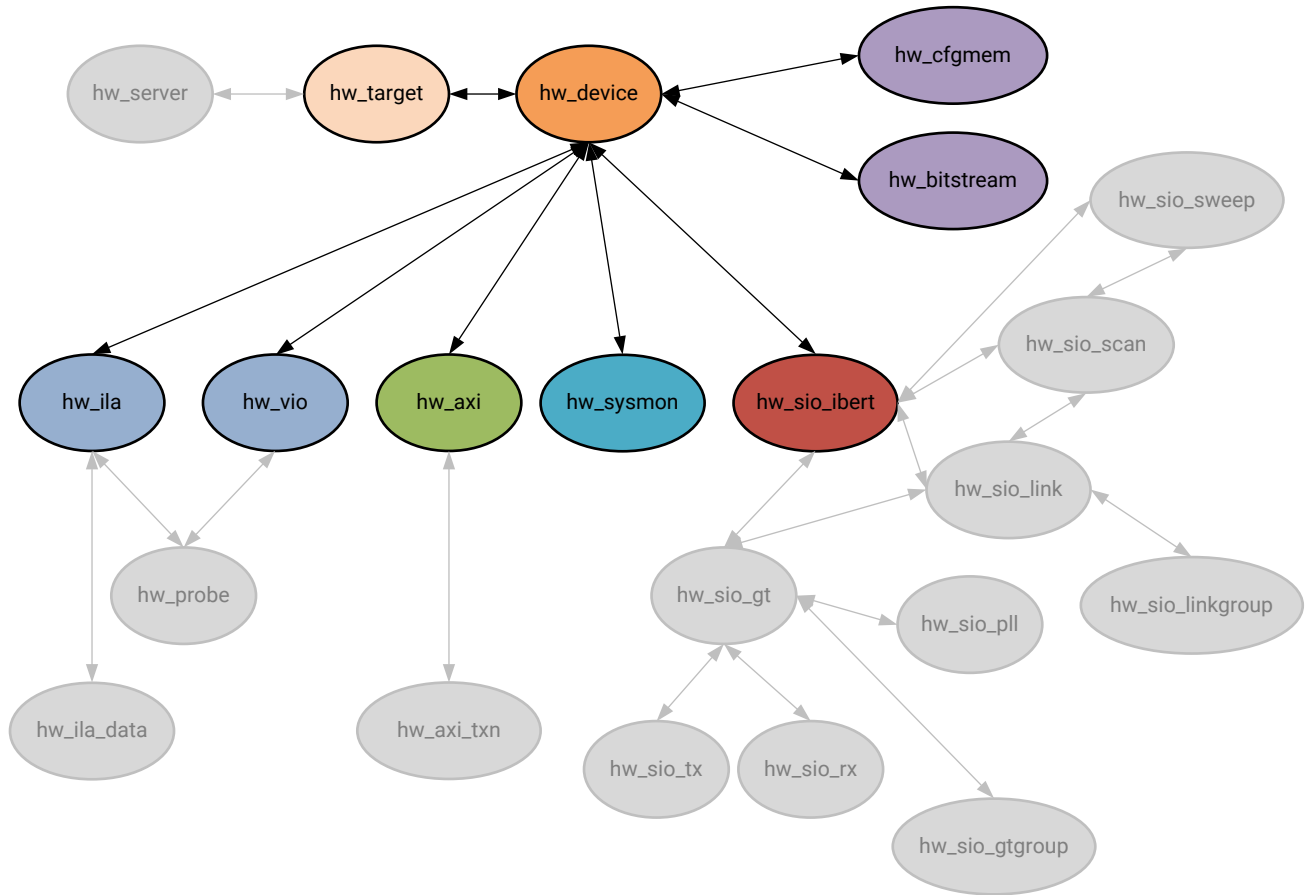 hw_cfgmem
hw_server
hw_target
hw_device
hw_bitstream
hw_sio_sweep
hw_sio_scan
hw_ila
hw_vio
hw_axi
hw_sysmon
hw_sio_ibert
hw_sio_link
hw_probe
hw_sio_gt
hw_sio_linkgroup
hw_sio_pll
hw_ila_data
hw_axi_txn
hw_sio_tx
hw_sio_rx
hw_sio_gtgroup